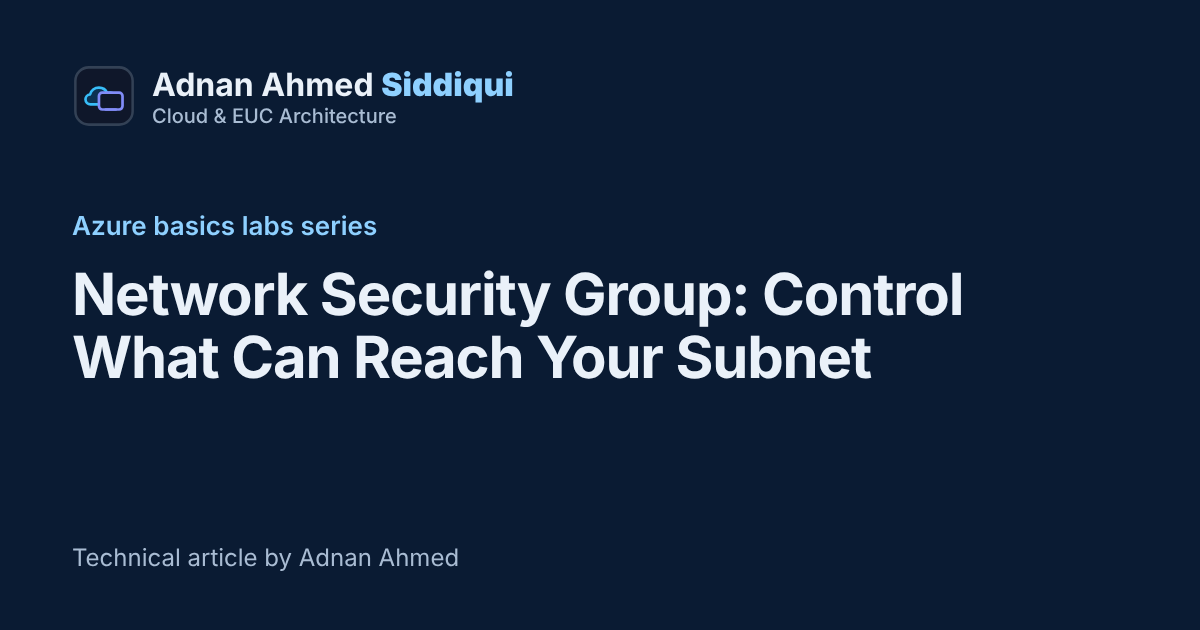 Adnan Ahmed Siddiqui
Cloud & EUC Architecture
Azure basics labs series
Network Security Group: Control
What Can Reach Your Subnet
Technical article by Adnan Ahmed